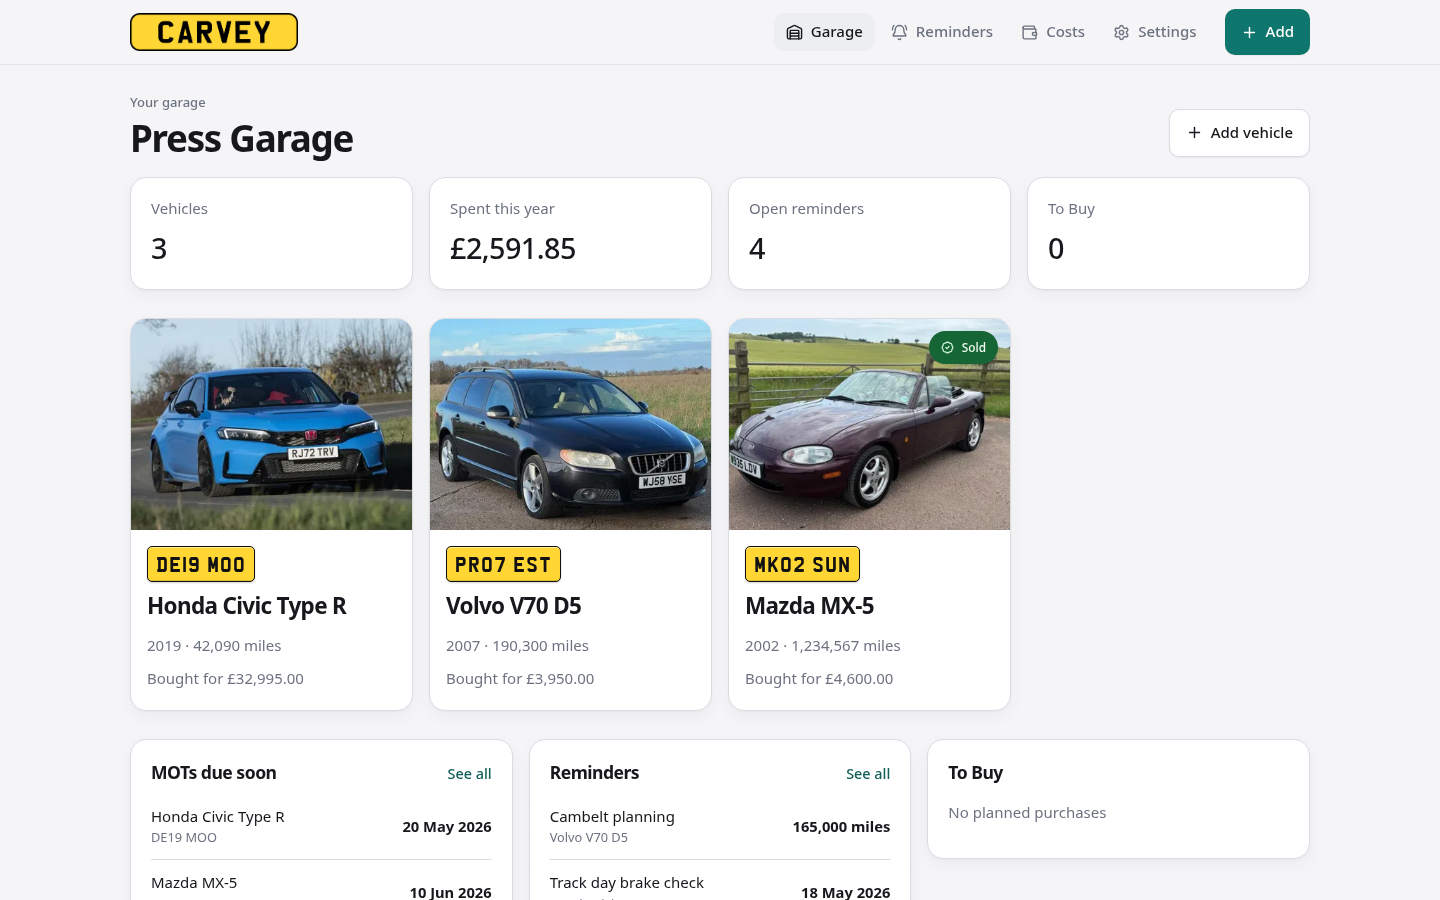 CARVEY
Garage
Reminders
Costs
Settings
Add
Your garage
Press Garage
Add vehicle
Vehicles
3
Spent this year
£2,591.85
Open reminders
4
To Buy
0
RJ72 TRV
WJ58 YSE
Sold
DE19 MOO
Honda Civic Type R
2019 · 42,090 miles
Bought for £32,995.00
PR07 EST
Volvo V70 D5
2007 · 190,300 miles
Bought for £3,950.00
MK02 SUN
Mazda MX-5
2002 · 1,234,567 miles
Bought for £4,600.00
MOTs due soon
See all
Honda Civic Type R
DE19 MOO
20 May 2026
Mazda MX-5
10 Jun 2026
Reminders
See all
Cambelt planning
Volvo V70 D5
165,000 miles
Track day brake check
18 May 2026
To Buy
No planned purchases